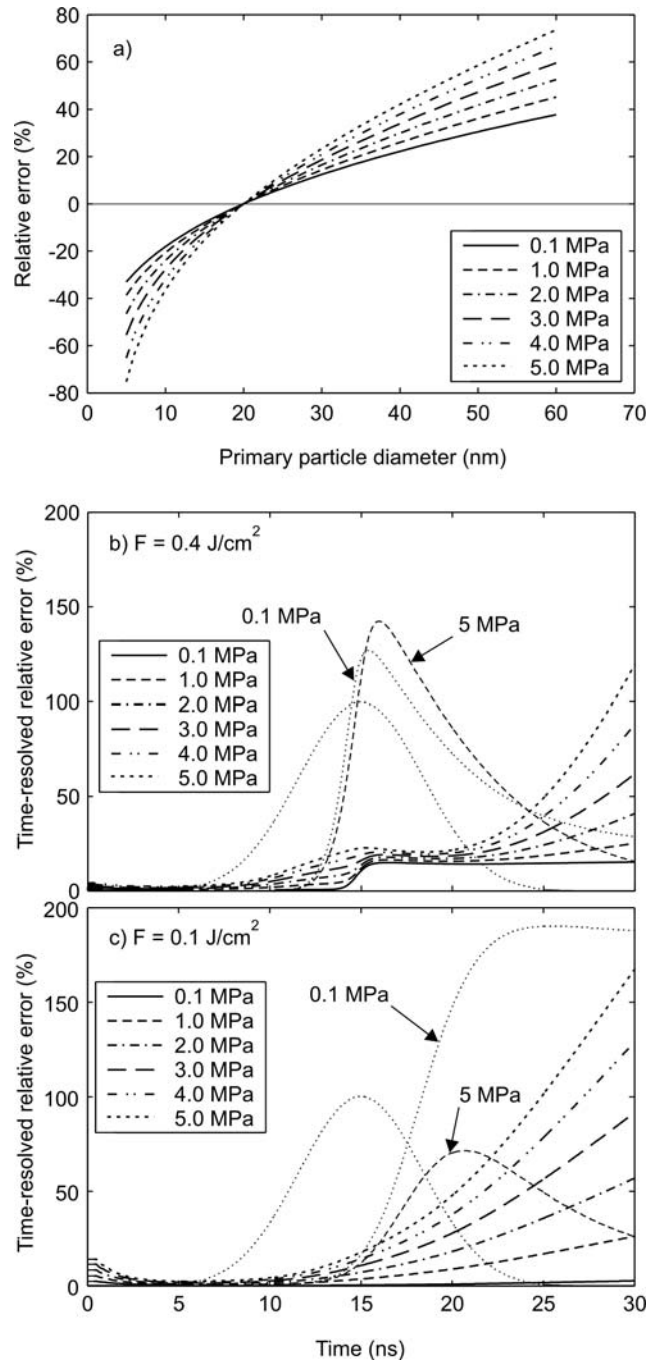 80
60
40
20
0
-20
-40
-60
-80
Relative error (%)
a)
0.1 MPa
1.0 MPa
2.0 MPa
3.0 MPa
4.0 MPa
5.0 MPa
0 10 20 30 40 50 60 70
Primary particle diameter (nm)
200
150
100
50
0
Time-resolved relative error (%)
b) F = 0.4 J/cm²
0.1 MPa
5 MPa
0.1 MPa
1.0 MPa
2.0 MPa
3.0 MPa
4.0 MPa
5.0 MPa
200
150
100
50
0
Time-resolved relative error (%)
c) F = 0.1 J/cm²
0.1 MPa
1.0 MPa
2.0 MPa
3.0 MPa
4.0 MPa
5.0 MPa
0.1 MPa
5 MPa
0 5 10 15 20 25 30
Time (ns)